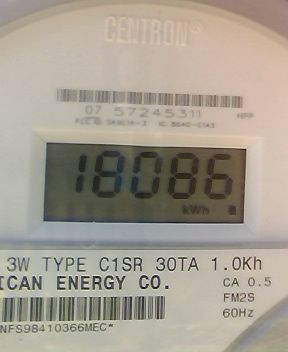 CENTRON®
07 57245311
18086
kWh
3W TYPE C1SR 30TA 1.0Kh
ICAN ENERGY CO.
CA 0.5
FM2S
60Hz
NFS98410366MEC*